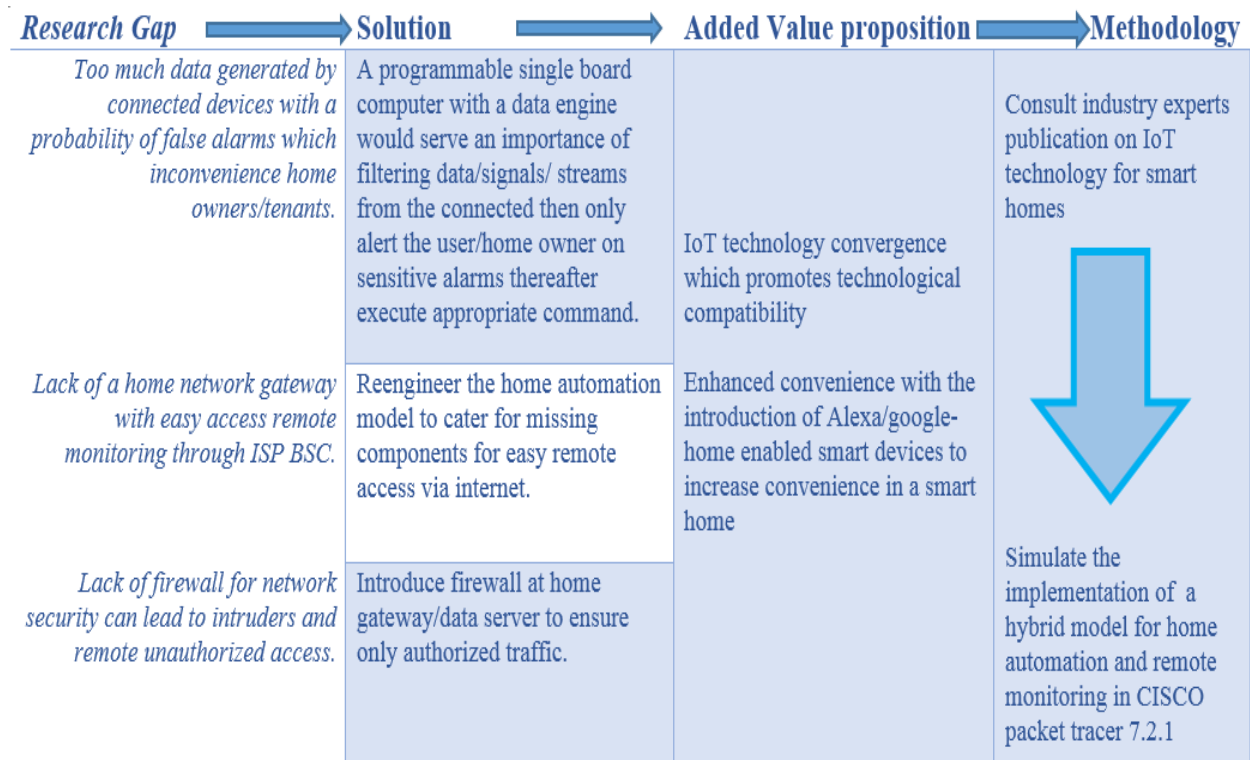 Research Gap
Solution
Added Value proposition
Methodology
Too much data generated by
connected devices with a
probability of false alarms which
inconvenience home
owners/tenants.
A programmable single board
computer with a data engine
would serve an importance of
filtering data/signals/ streams
from the connected then only
alert the user/home owner on
sensitive alarms thereafter
execute appropriate command.
Lack of a home network gateway
with easy access remote
monitoring through ISP BSC.
Reengineer the home automation
model to cater for missing
components for easy remote
access via internet.
Lack of firewall for network
security can lead to intruders and
remote unauthorized access.
Introduce firewall at home
gateway/data server to ensure
only authorized traffic.
IoT technology convergence
which promotes technological
compatibility
Enhanced convenience with the
introduction of Alexa/google-
home enabled smart devices to
increase convenience in a smart
home
Consult industry experts
publication on IoT
technology for smart
homes
Simulate the
implementation of a
hybrid model for home
automation and remote
monitoring in CISCO
packet tracer 7.2.1